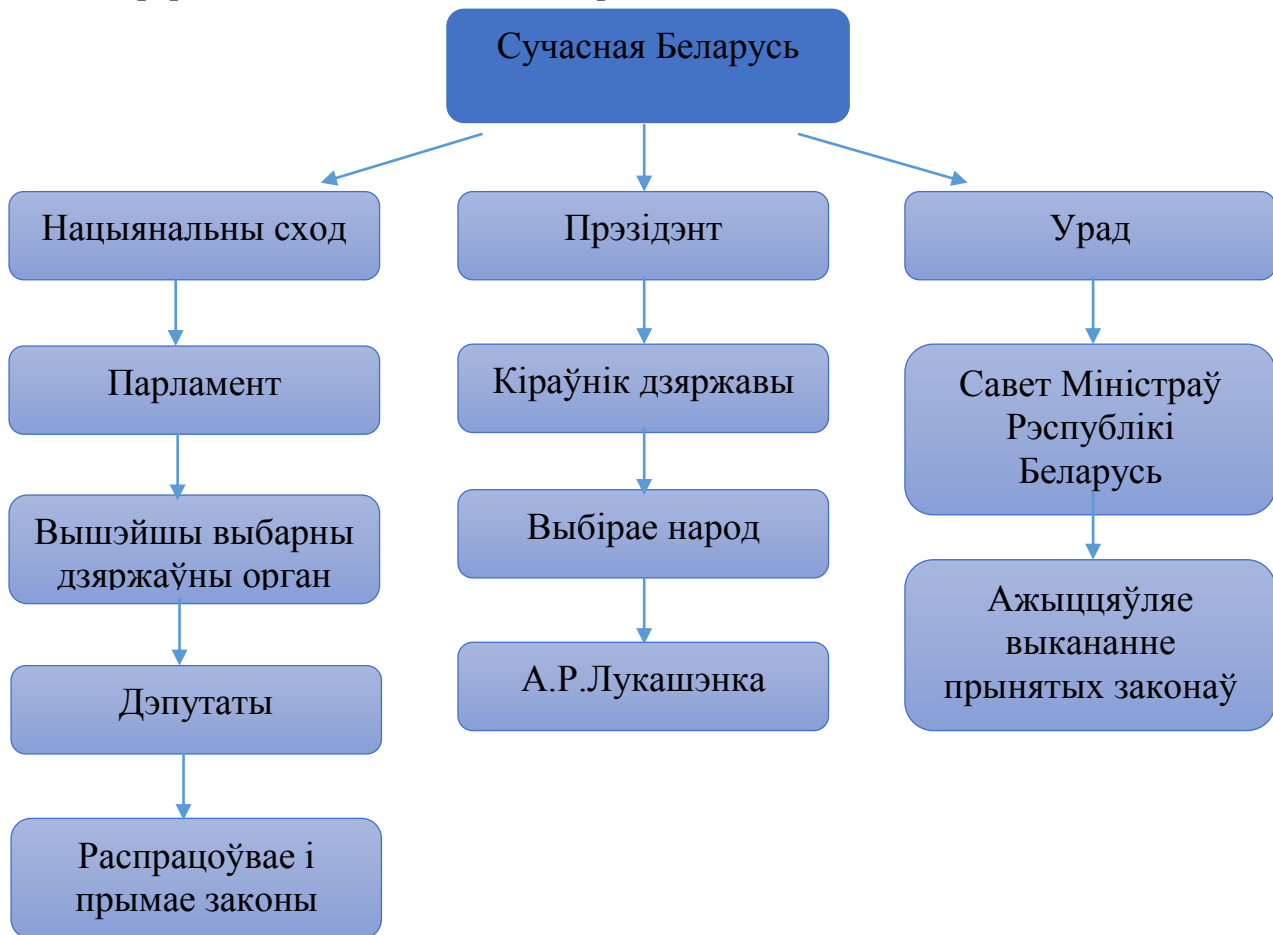 Сучасная Беларусь
Нацыянальны сход
Прэзідэнт
Урад
Парламент
Кіраўнік дзяржавы
Савет Міністраў
Рэспублікі
Беларусь
Вышэйшы выбарны
дзяржаўны орган
Выбірае народ
Ажыццяўляе
выкананне
прынятых законаў
Дэпутаты
А.Р.Лукашэнка
Распрацоўвае і
прымае законы